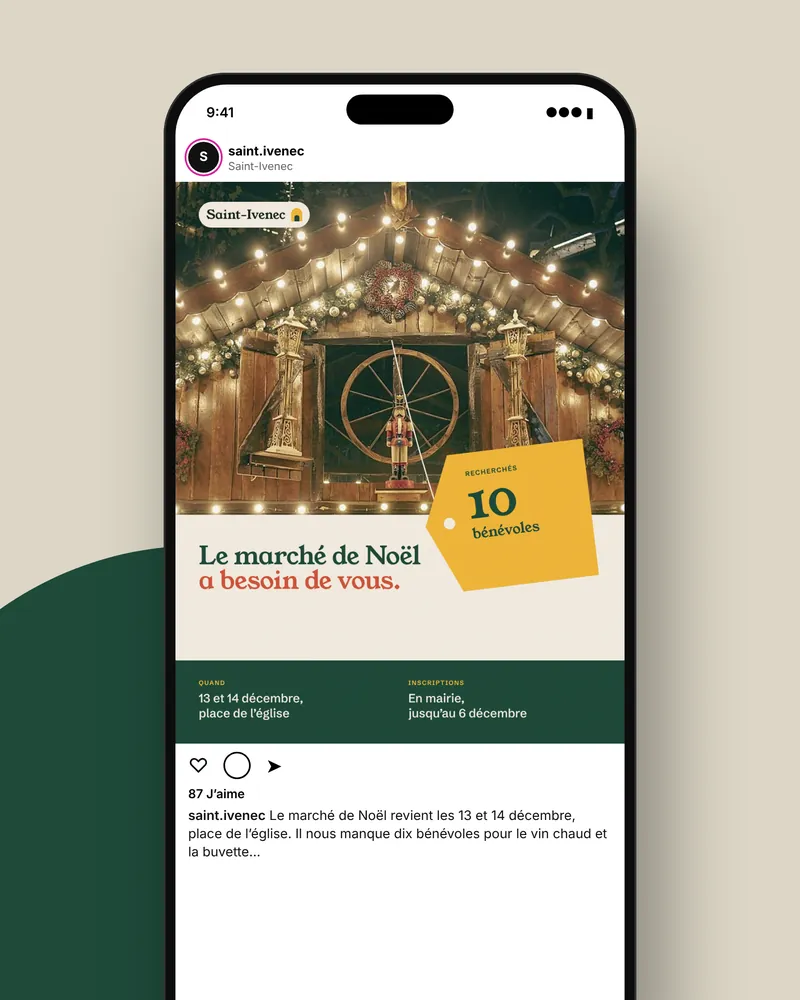 9:41
S
saint.ivenec
Saint-Ivenec
Saint-Ivenec
RECHERCHÉS
10
bénévoles
Le marché de Noël
a besoin de vous.
QUAND
13 et 14 décembre,
place de l’église
INSCRIPTIONS
En mairie,
jusqu’au 6 décembre
87 J’aime
saint.ivenec Le marché de Noël revient les 13 et 14 décembre,
place de l’église. Il nous manque dix bénévoles pour le vin chaud et
la buvette...